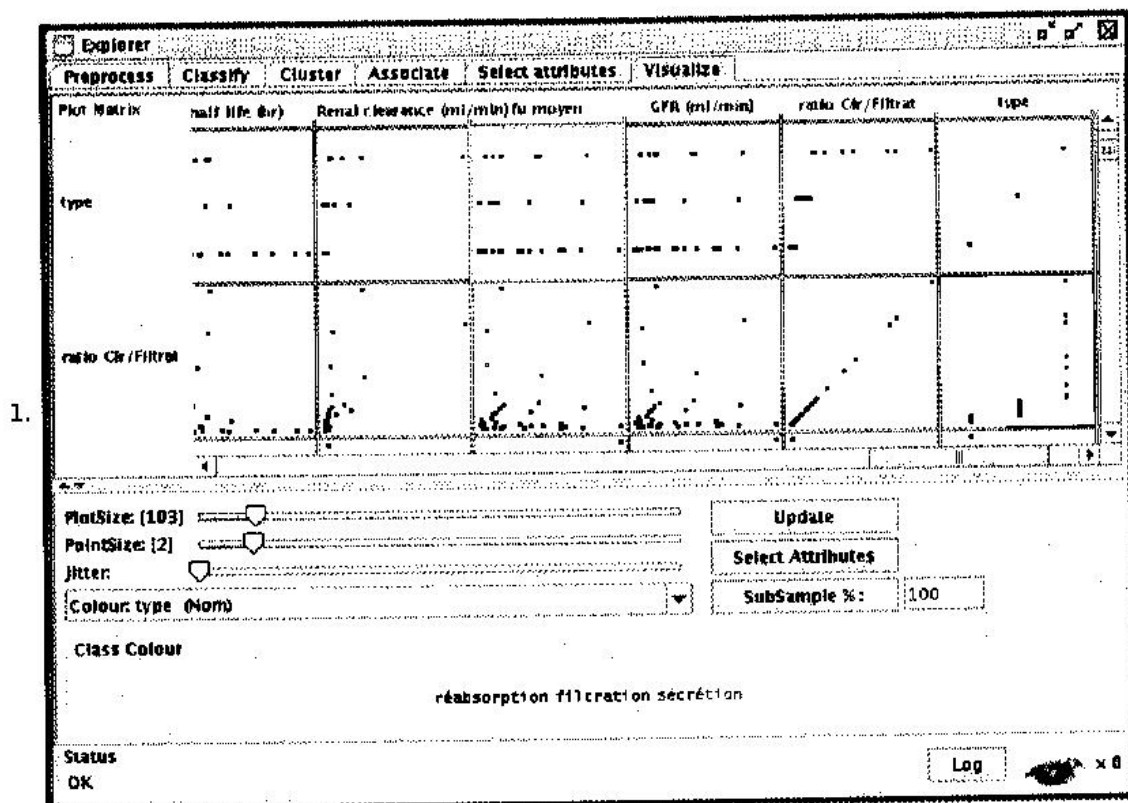 Explorer
Preprocess Classify Cluster Associate Select attributes Visualize
Plot Matrix half life (hr) Renal clearance (ml/min) fu moyen GFR (ml/min) ratio Clr/Filtrat type
type
ratio Clr/Filtrat
1.
PlotSize: [103] Update
PointSize: [2] Select Attributes
Jitter: SubSample % : 100
Colour: type (Nom)
Class Colour
réabsorption filtration sécrétion
Status
OK Log x 0